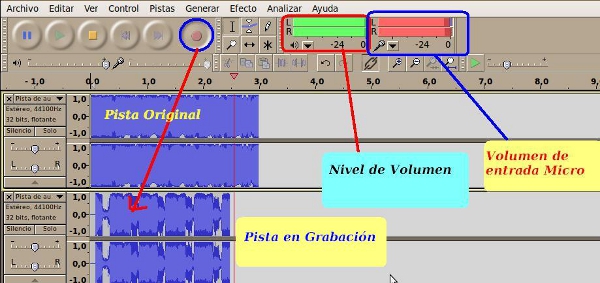 Archivo Editar Ver Control Pistas Generar Efecto Analizar Ayuda
L
R
-24 0
L
R
-24 0
-1,0 0,0 1,0 2,0 3,0 4,0 5,0 6,0 7,0 8,0 9,
Pista de au
Estéreo, 44100Hz
32 bits, flotante
Silencio Solo
L R
1,0
0,0
-1,0
1,0
0,0
-1,0
Pista Original
Nivel de Volumen
Volumen de
entrada Micro
Pista de au
Estéreo, 44100Hz
32 bits, flotante
Silencio Solo
L R
1,0
0,0
-1,0
1,0
0,0
-1,0
Pista en Grabación